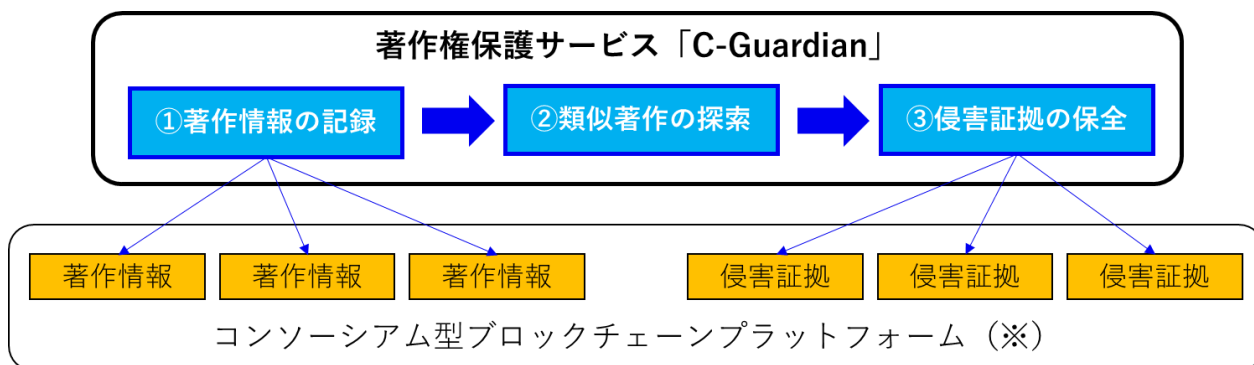 著作権保護サービス「C-Guardian」
①著作情報の記録
②類似著作の探索
③侵害証拠の保全
著作情報
著作情報
著作情報
侵害証拠
侵害証拠
侵害証拠
コンソーシアム型ブロックチェーンプラットフォーム（※）